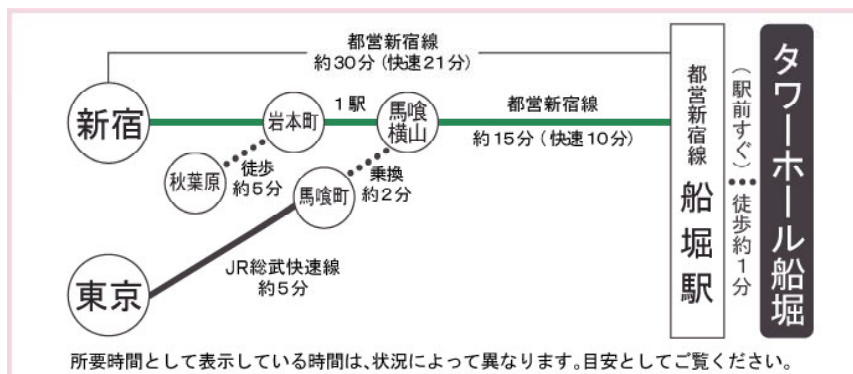 都営新宿線
約30分（快速21分）
新宿
岩本町
1駅
馬喰
横山
都営新宿線
約15分（快速10分）
秋葉原
徒歩
約5分
馬喰町
乗換
約2分
東京
JR総武快速線
約5分
都営新宿線 船堀駅
（駅前すぐ）・・・徒歩約1分
タワーホール船堀
所要時間として表示している時間は、状況によって異なります。目安としてご覧ください。